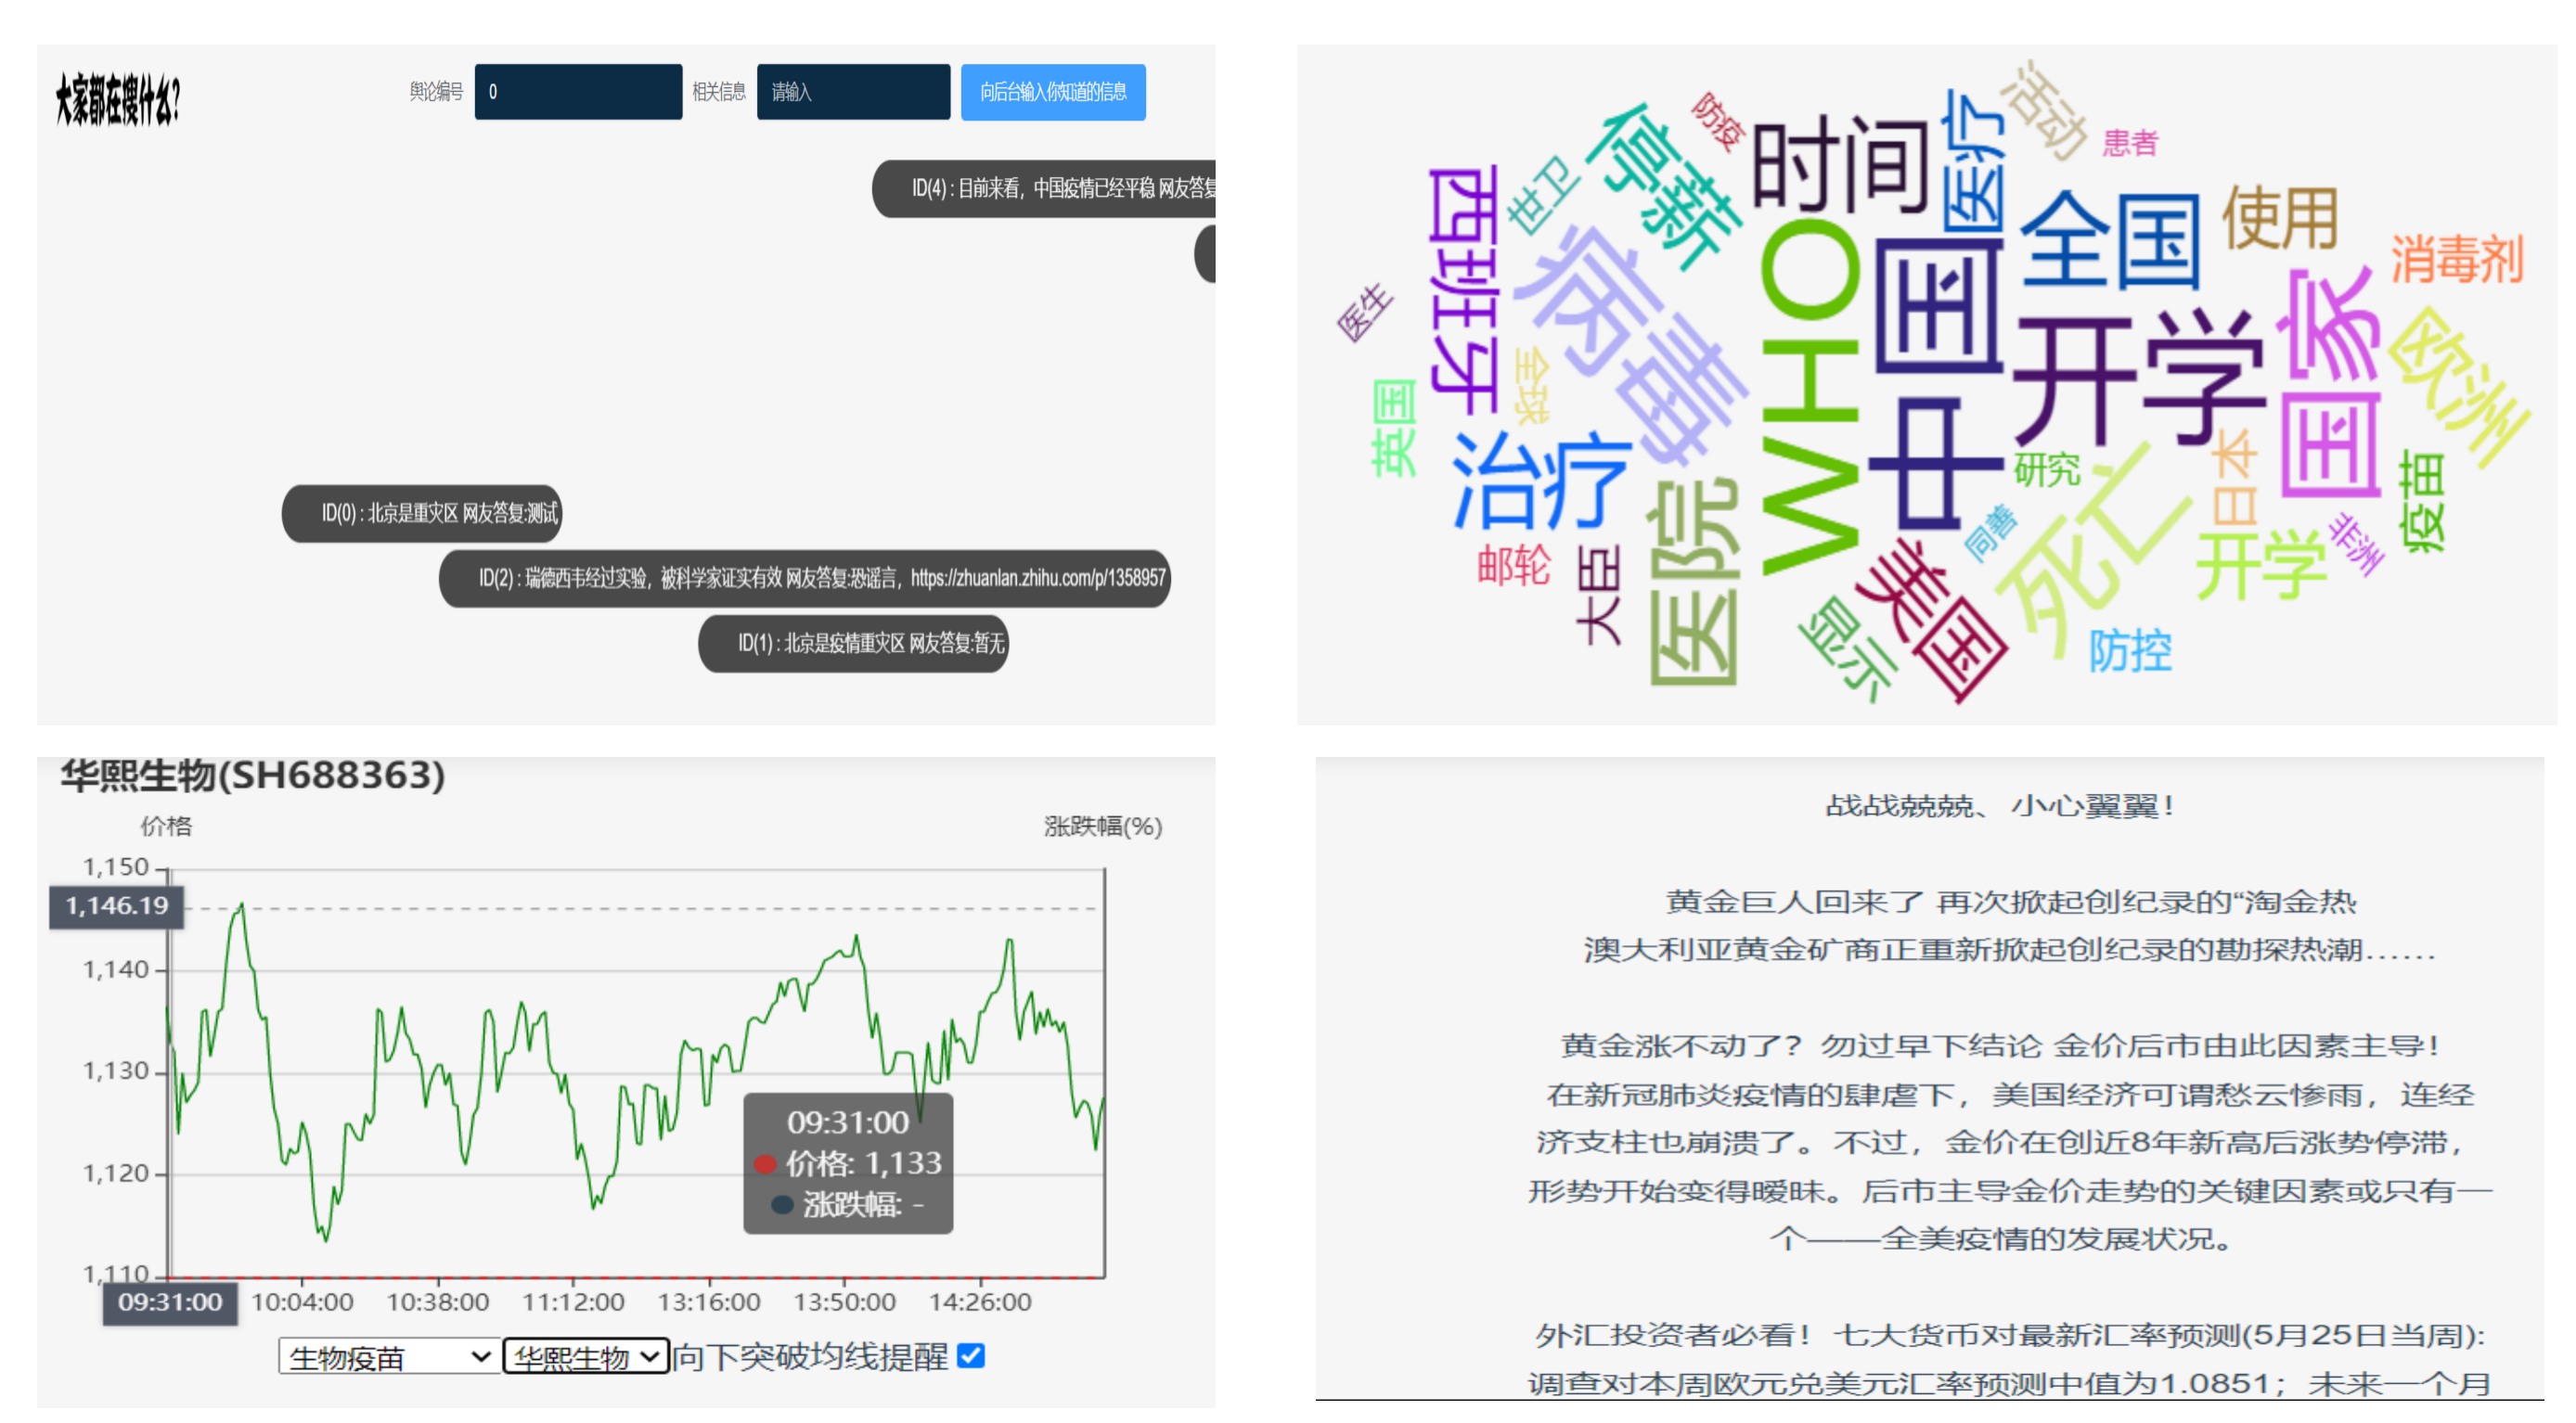 大家都在搜什么?
舆论编号 0 相关信息 请输入 向后台输入你知道的信息
ID(4) : 目前来看，中国疫情已经平稳 网友答复
ID(0) : 北京是重灾区 网友答复:测试
ID(2) : 瑞德西韦经过实验，被科学家证实有效 网友答复:恐谣言，https://zhuanlan.zhihu.com/p/1358957
ID(1) : 北京是疫情重灾区 网友答复:暂无
活动
防疫
停薪
时间
医疗
患者
世卫
西班牙
病毒
WHO
中国
全国
使用
消毒剂
医生
全球
开学
国家
欧洲
英国
治疗
医院
研究
死亡
日本
疫苗
同善
非洲
邮轮
大臣
美国
开学
显示
防控
华熙生物(SH688363)
价格
涨跌幅(%)
1,150
1,146.19
1,140
1,130
1,120
1,110
09:31:00
价格: 1,133
涨跌幅: -
09:31:00 10:04:00 10:38:00 11:12:00 13:16:00 13:50:00 14:26:00
生物疫苗 华熙生物 向下突破均线提醒
战战兢兢、小心翼翼！
黄金巨人回来了 再次掀起创纪录的“淘金热
澳大利亚黄金矿商正重新掀起创纪录的勘探热潮……
黄金涨不动了？勿过早下结论 金价后市由此因素主导！
在新冠肺炎疫情的肆虐下，美国经济可谓愁云惨雨，连经
济支柱也崩溃了。不过，金价在创近8年新高后涨势停滞，
形势开始变得暧昧。后市主导金价走势的关键因素或只有一
个——全美疫情的发展状况。
外汇投资者必看！七大货币对最新汇率预测(5月25日当周):
调查对本周欧元兑美元汇率预测中值为1.0851；未来一个月